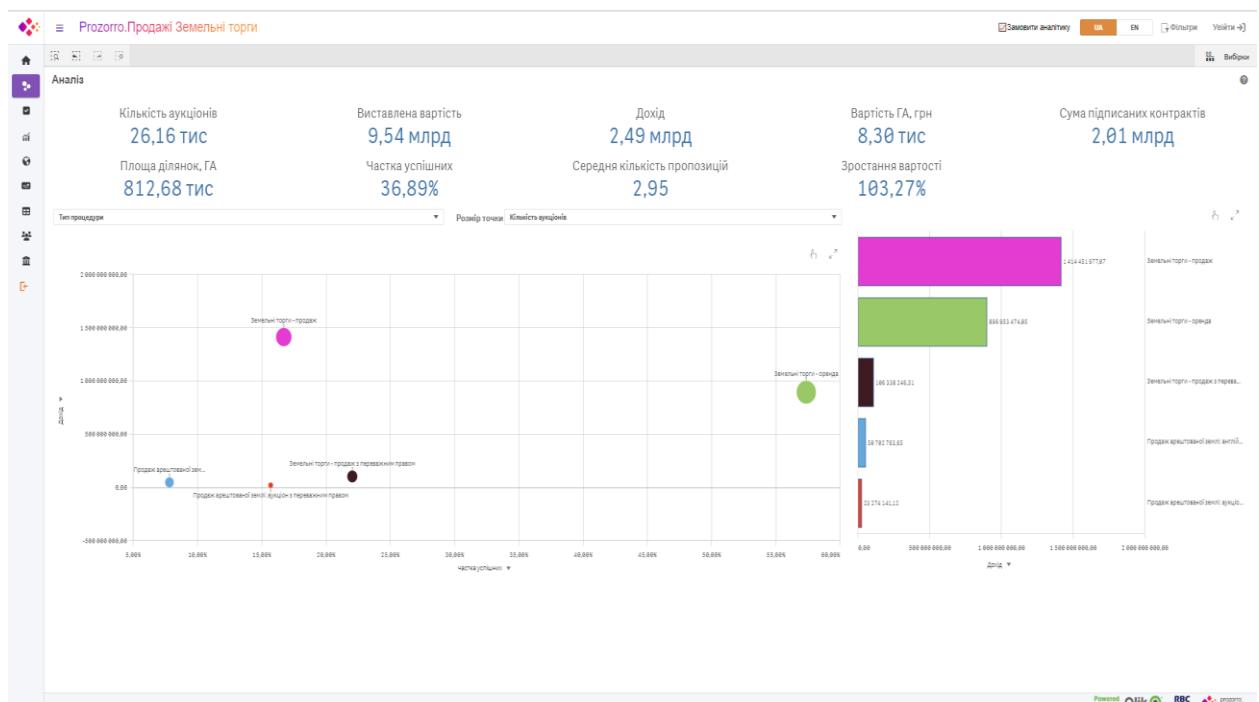 Prozorro.Продажі Земельні торги
Замовити аналітику
UA
EN
Фільтри
Увійти
Вибірки
Аналіз
Кількість аукціонів
26,16 тис
Виставлена вартість
9,54 млрд
Дохід
2,49 млрд
Вартість ГА, грн
8,30 тис
Сума підписаних контрактів
2,01 млрд
Площа ділянок, ГА
812,68 тис
Частка успішних
36,89%
Середня кількість пропозицій
2,95
Зростання вартості
103,27%
Тип процедури
Розмір точки
Кількість аукціонів
2 000 000 000,00
1 500 000 000,00
1 000 000 000,00
500 000 000,00
0,00
-500 000 000,00
Дохід
Земельні торги – продаж
Земельні торги – оренда
Земельні торги – продаж з переважним правом
Продаж арештованої зем...
Продаж арештованої землі: аукціон з переважним правом
5,00%
10,00%
15,00%
20,00%
25,00%
30,00%
35,00%
40,00%
45,00%
50,00%
55,00%
60,00%
Частка успішних
1 414 451 577,07
Земельні торги – продаж
896 953 474,05
Земельні торги – оренда
106 338 246,51
Земельні торги – продаж з перева...
Продаж арештованої землі: англій...
23 274 141,12
Продаж арештованої землі: аукціо...
0,00
500 000 000,00
1 000 000 000,00
1 500 000 000,00
2 000 000 000,00
Дохід
Powered
Qlik
RBC
prozorro